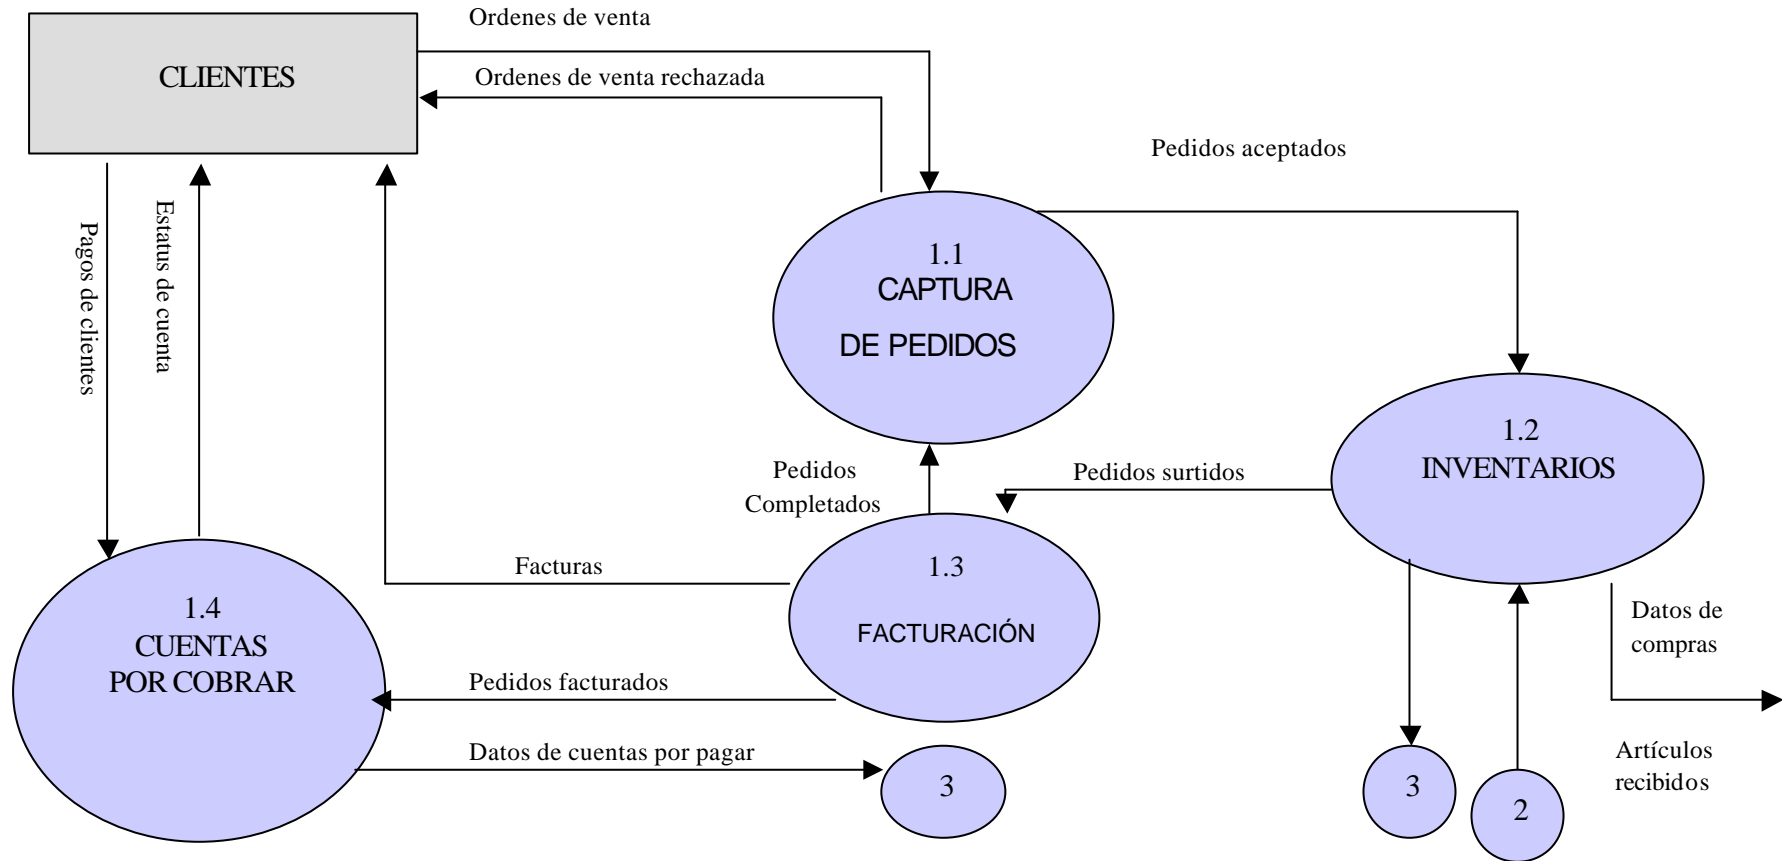 Ordenes de venta
CLIENTES
Ordenes de venta rechazada
Pedidos aceptados
Pagos de clientes
Estatus de cuenta
1.1
CAPTURA
DE PEDIDOS
1.2
INVENTARIOS
Pedidos
Completados
Pedidos surtidos
Facturas
1.3
FACTURACIÓN
1.4
CUENTAS
POR COBRAR
Datos de
compras
Pedidos facturados
Datos de cuentas por pagar
3
3
2
Artículos
recibidos